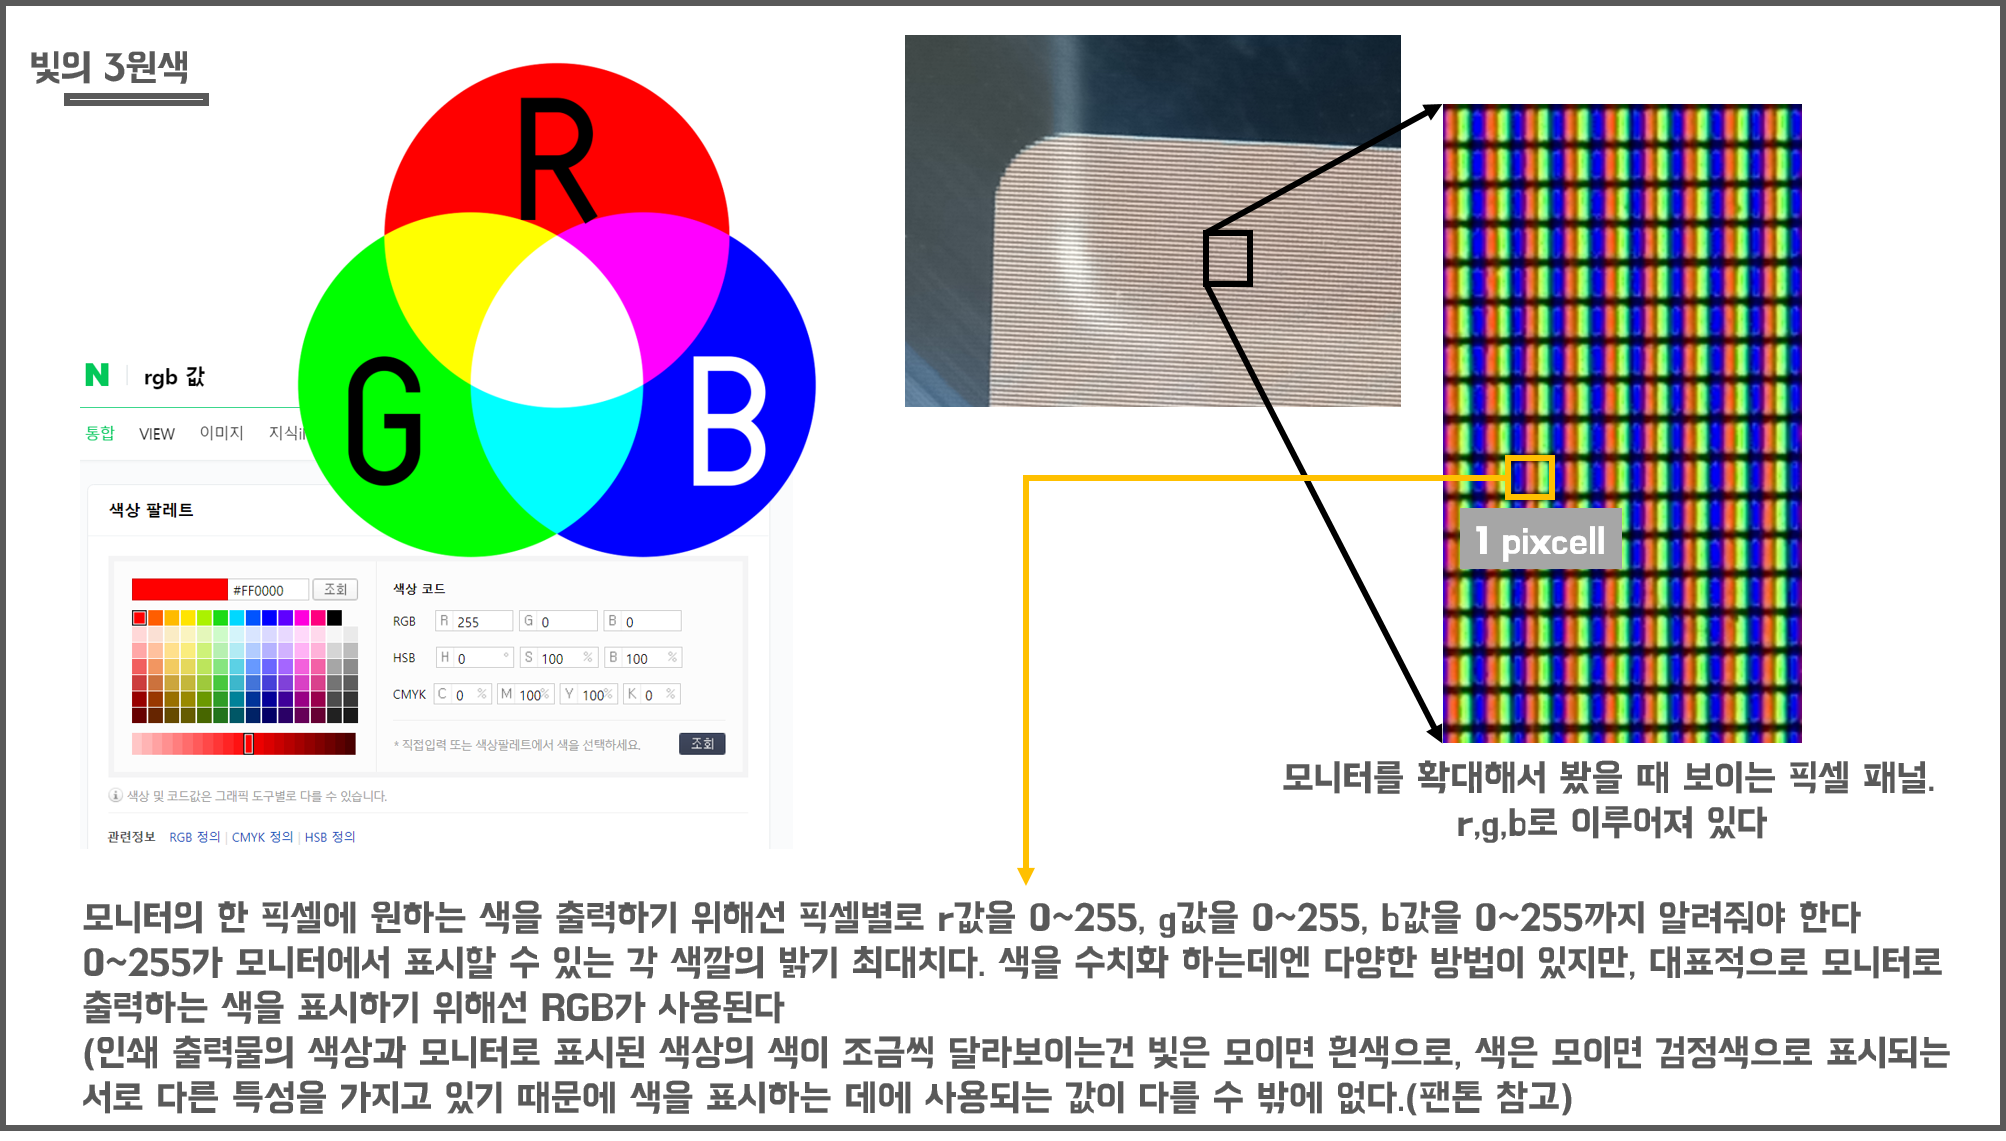 빛의 3원색
R
G
B
N rgb 값
통합 VIEW 이미지 지식i
색상 팔레트
#FF0000 조회
색상 코드
RGB R 255 G 0 B 0
HSB H 0 ° S 100 % B 100 %
CMYK C 0 % M 100% Y 100% K 0 %
* 직접입력 또는 색상팔레트에서 색을 선택하세요. 조회
색상 및 코드값은 그래픽 도구별로 다를 수 있습니다.
관련정보 RGB 정의 | CMYK 정의 | HSB 정의
1 pixcell
모니터를 확대해서 봤을 때 보이는 픽셀 패널.
r,g,b로 이루어져 있다
모니터의 한 픽셀에 원하는 색을 출력하기 위해선 픽셀별로 r값을 0~255, g값을 0~255, b값을 0~255까지 알려줘야 한다
0~255가 모니터에서 표시할 수 있는 각 색깔의 밝기 최대치다. 색을 수치화 하는데엔 다양한 방법이 있지만, 대표적으로 모니터로
출력하는 색을 표시하기 위해선 RGB가 사용된다
(인쇄 출력물의 색상과 모니터로 표시된 색상의 색이 조금씩 달라보이는건 빛은 모이면 흰색으로, 색은 모이면 검정색으로 표시되는
서로 다른 특성을 가지고 있기 때문에 색을 표시하는 데에 사용되는 값이 다를 수 밖에 없다.(팬톤 참고)